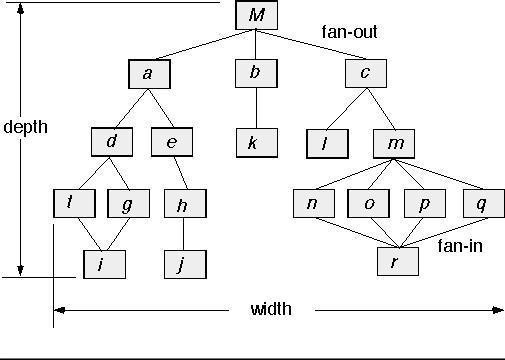 M
fan-out
a b c
depth
d e k l m
f g h n o p q
fan-in
i j r
width